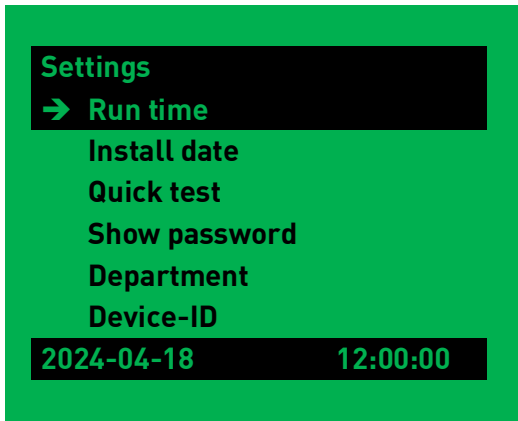 Settings
➔ Run time
Install date
Quick test
Show password
Department
Device-ID
2024-04-18 12:00:00